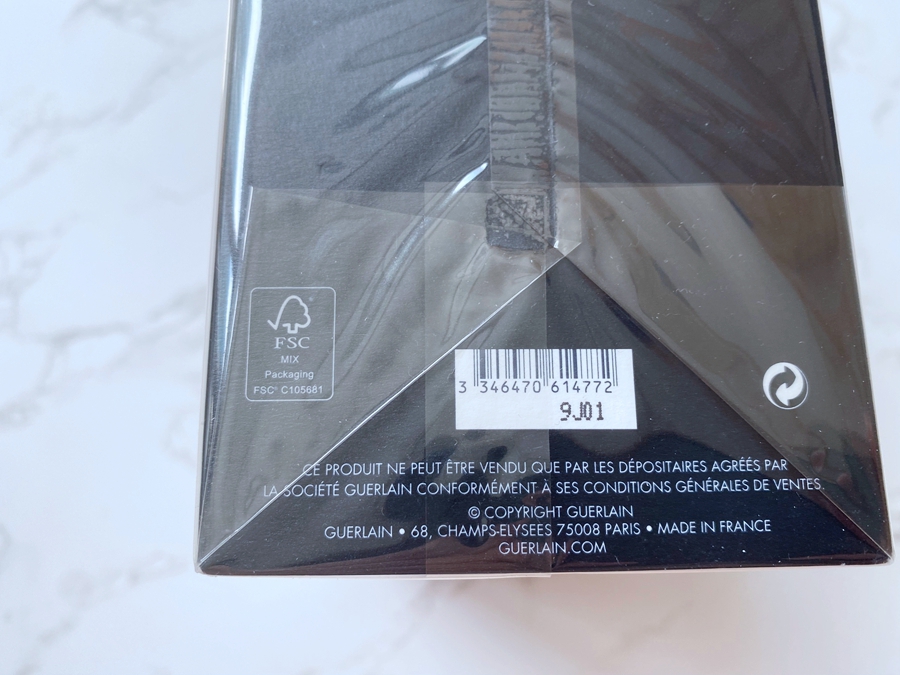 FSC
MIX
Packaging
FSC® C105681
3 346470 614772
9J01
CE PRODUIT NE PEUT ÊTRE VENDU QUE PAR LES DÉPOSITAIRES AGRÉÉS PAR
LA SOCIÉTÉ GUERLAIN CONFORMÉMENT À SES CONDITIONS GÉNÉRALES DE VENTES.
© COPYRIGHT GUERLAIN
GUERLAIN • 68, CHAMPS-ELYSEES 75008 PARIS • MADE IN FRANCE
GUERLAIN.COM